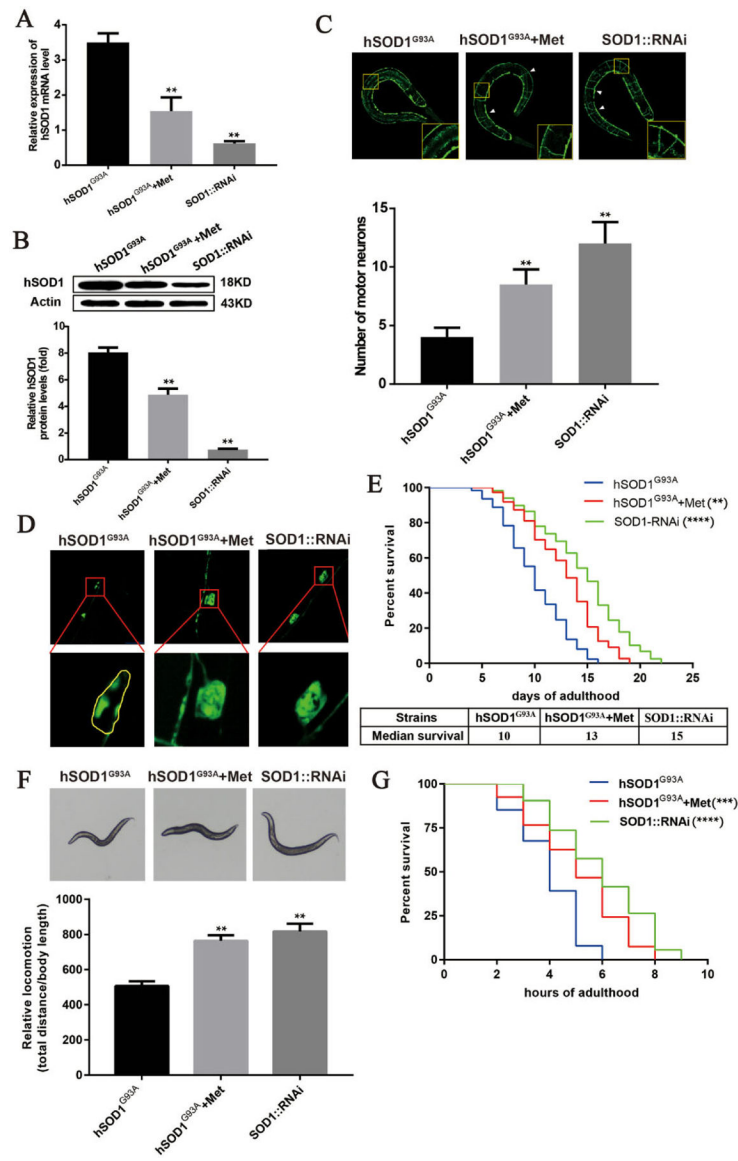 A
Relative expression of
hSOD1 mRNA level
4
3
2
1
0
**
**
hSOD1G93A
hSOD1G93A+Met
SOD1::RNAi
B
hSOD1G93A
hSOD1G93A+Met
SOD1::RNAi
hSOD1
18KD
Actin
43KD
Relative hSOD1
protein levels (fold)
10
8
6
4
2
0
**
**
hSOD1G93A
hSOD1G93A+Met
SOD1::RNAi
C
hSOD1G93A
hSOD1G93A+Met
SOD1::RNAi
Number of motor neurons
15
10
5
0
**
**
hSOD1G93A
hSOD1G93A+Met
SOD1::RNAi
D
hSOD1G93A
hSOD1G93A+Met
SOD1::RNAi
E
hSOD1G93A
hSOD1G93A+Met (**)
SOD1-RNAi (****)
Percent survival
100
80
60
40
20
0
0 5 10 15 20 25
days of adulthood
Strains hSOD1G93A hSOD1G93A+Met SOD1::RNAi
Median survival 10 13 15
F
hSOD1G93A
hSOD1G93A+Met
SOD1::RNAi
Relative locomotion
(total distance/body length)
1000
800
600
400
200
0
**
**
hSOD1G93A
hSOD1G93A+Met
SOD1::RNAi
G
hSOD1G93A
hSOD1G93A+Met (***)
SOD1::RNAi (****)
Percent survival
100
75
50
25
0
0 2 4 6 8 10
hours of adulthood